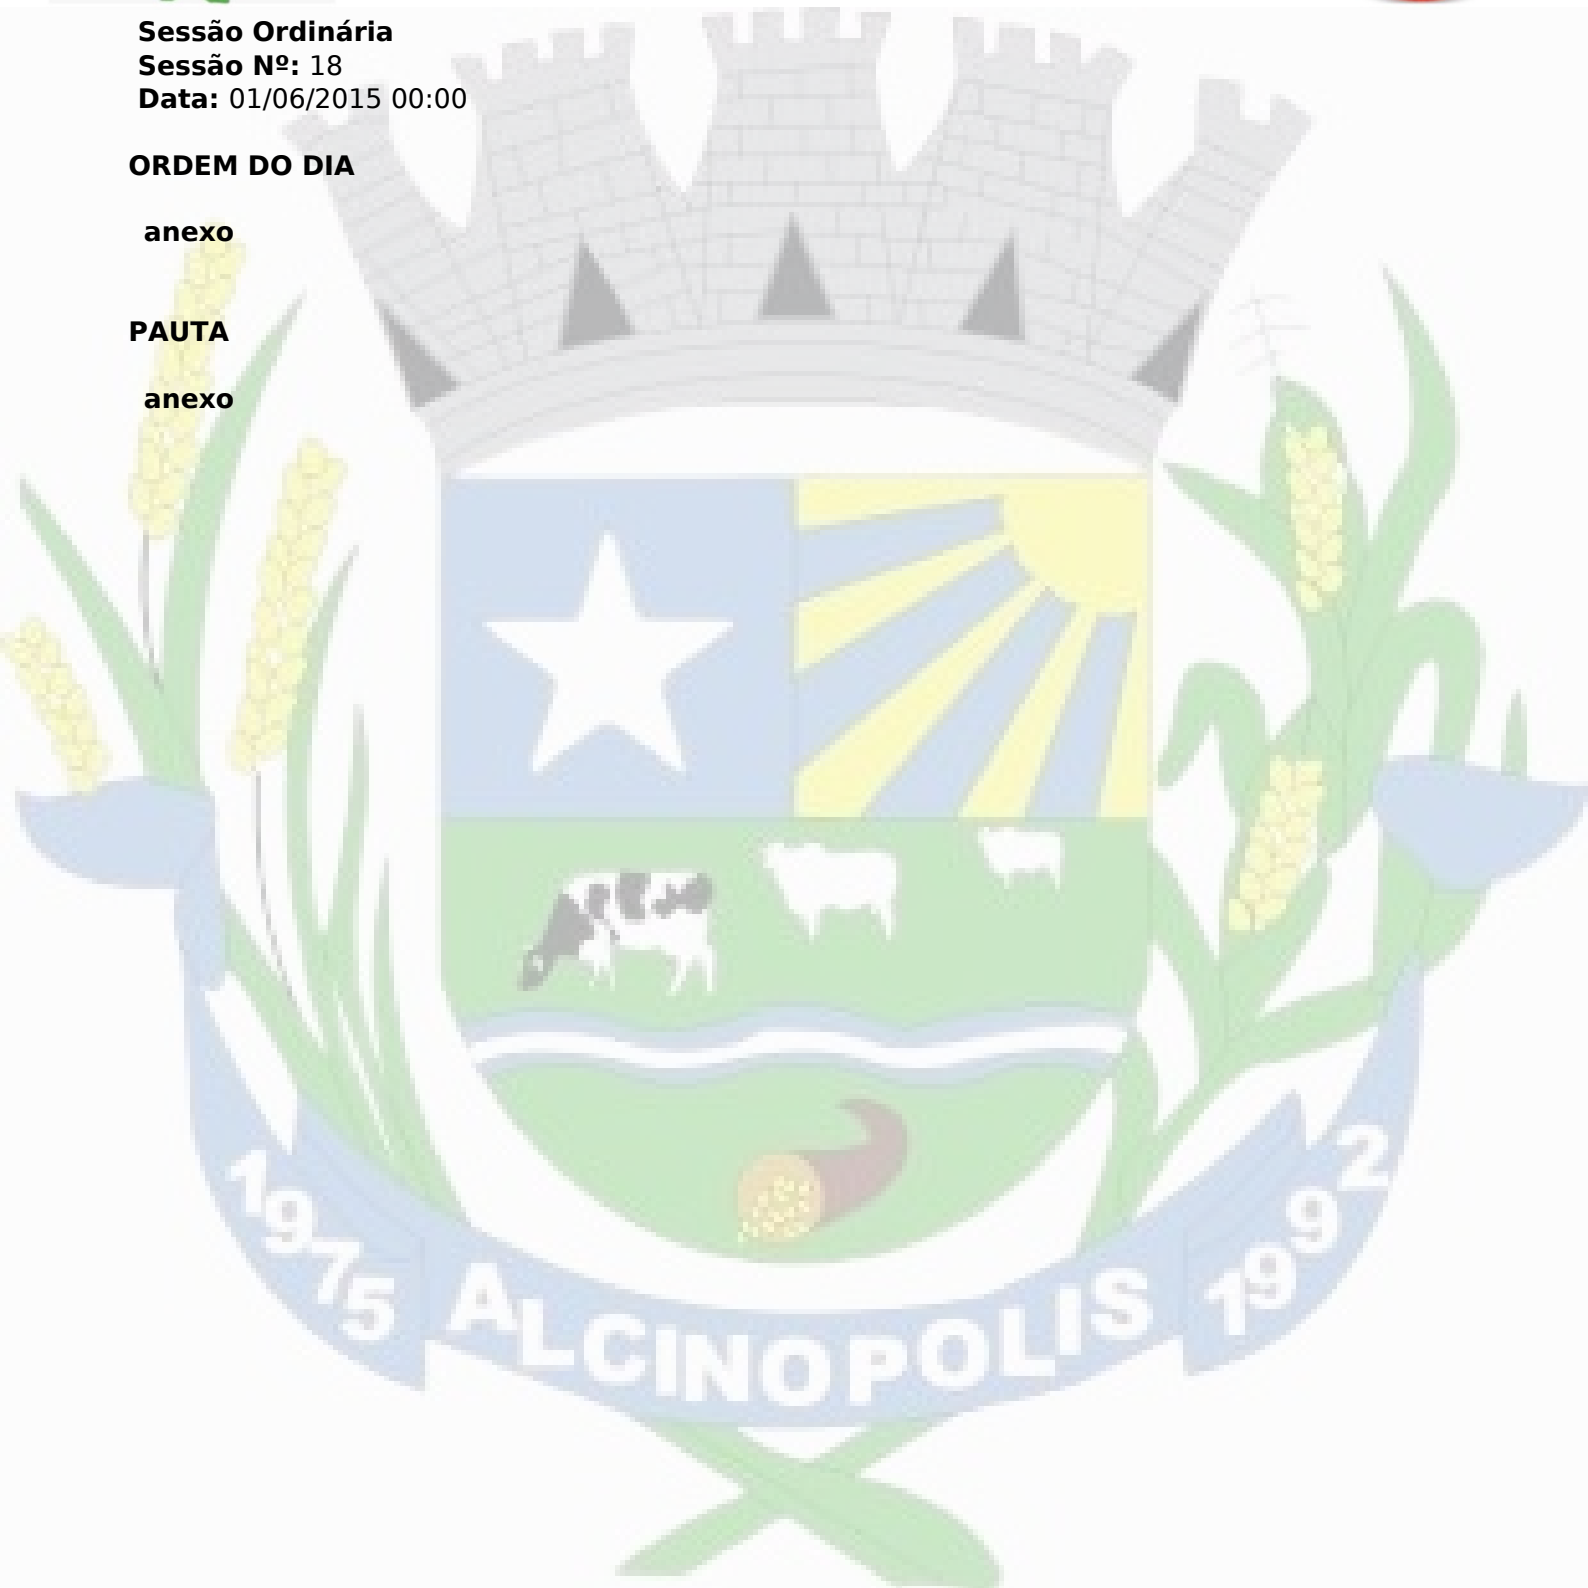 Sessão Ordinária
Sessão Nº: 18
Data: 01/06/2015 00:00
ORDEM DO DIA
anexo
PAUTA
anexo
1975 ALCINOPOLIS 1992